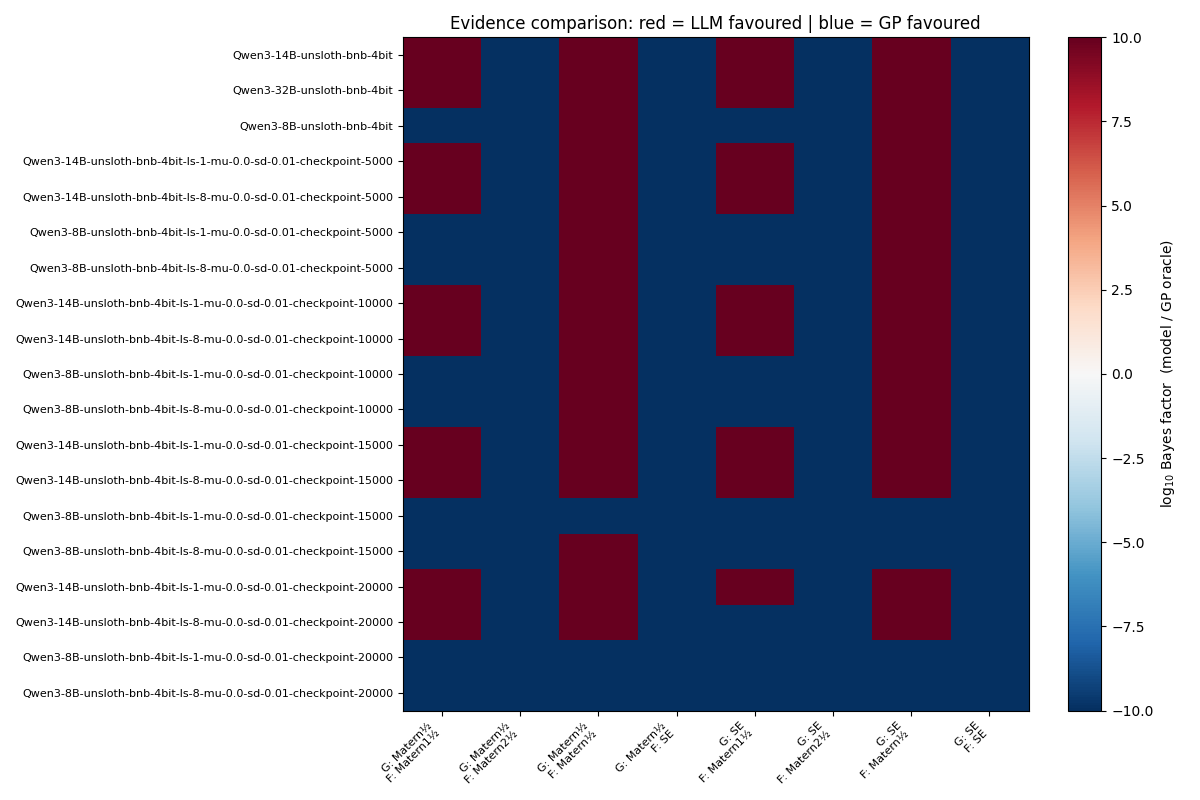 Evidence comparison: red = LLM favoured | blue = GP favoured
Qwen3-14B-unsloth-bnb-4bit
Qwen3-32B-unsloth-bnb-4bit
Qwen3-8B-unsloth-bnb-4bit
Qwen3-14B-unsloth-bnb-4bit-ls-1-mu-0.0-sd-0.01-checkpoint-5000
Qwen3-14B-unsloth-bnb-4bit-ls-8-mu-0.0-sd-0.01-checkpoint-5000
Qwen3-8B-unsloth-bnb-4bit-ls-1-mu-0.0-sd-0.01-checkpoint-5000
Qwen3-8B-unsloth-bnb-4bit-ls-8-mu-0.0-sd-0.01-checkpoint-5000
Qwen3-14B-unsloth-bnb-4bit-ls-1-mu-0.0-sd-0.01-checkpoint-10000
Qwen3-14B-unsloth-bnb-4bit-ls-8-mu-0.0-sd-0.01-checkpoint-10000
Qwen3-8B-unsloth-bnb-4bit-ls-1-mu-0.0-sd-0.01-checkpoint-10000
Qwen3-8B-unsloth-bnb-4bit-ls-8-mu-0.0-sd-0.01-checkpoint-10000
Qwen3-14B-unsloth-bnb-4bit-ls-1-mu-0.0-sd-0.01-checkpoint-15000
Qwen3-14B-unsloth-bnb-4bit-ls-8-mu-0.0-sd-0.01-checkpoint-15000
Qwen3-8B-unsloth-bnb-4bit-ls-1-mu-0.0-sd-0.01-checkpoint-15000
Qwen3-8B-unsloth-bnb-4bit-ls-8-mu-0.0-sd-0.01-checkpoint-15000
Qwen3-14B-unsloth-bnb-4bit-ls-1-mu-0.0-sd-0.01-checkpoint-20000
Qwen3-14B-unsloth-bnb-4bit-ls-8-mu-0.0-sd-0.01-checkpoint-20000
Qwen3-8B-unsloth-bnb-4bit-ls-1-mu-0.0-sd-0.01-checkpoint-20000
Qwen3-8B-unsloth-bnb-4bit-ls-8-mu-0.0-sd-0.01-checkpoint-20000
G: Matern½
F: Matern1½
G: Matern½
F: Matern2½
G: Matern½
F: Matern½
G: Matern½
F: SE
G: SE
F: Matern1½
G: SE
F: Matern2½
G: SE
F: Matern½
G: SE
F: SE
10.0
7.5
5.0
2.5
0.0
−2.5
−5.0
−7.5
−10.0
log₁₀ Bayes factor (model / GP oracle)